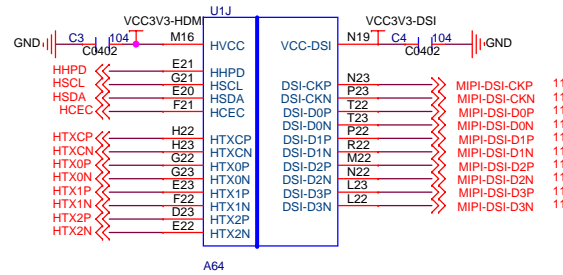 U1J
VCC3V3-HDM
VCC3V3-DSI
GND C3 104 M16 HVCC VCC-DSI N19 C4 104 GND
C0402 C0402
HHPD E21 HHPD
HSCL G21 HSCL DSI-CKP N23 MIPI-DSI-CKP 11
HSDA E20 HSDA DSI-CKN P23 MIPI-DSI-CKN 11
HCEC F21 HCEC DSI-D0P T22 MIPI-DSI-D0P 11
DSI-D0N T23 MIPI-DSI-D0N 11
HTXCP H22 HTXCP DSI-D1P P22 MIPI-DSI-D1P 11
HTXCN H23 HTXCN DSI-D1N R22 MIPI-DSI-D1N 11
HTX0P G22 HTX0P DSI-D2P M22 MIPI-DSI-D2P 11
HTX0N G23 HTX0N DSI-D2N N22 MIPI-DSI-D2N 11
HTX1P E23 HTX1P DSI-D3P L23 MIPI-DSI-D3P 11
HTX1N F22 HTX1N DSI-D3N L22 MIPI-DSI-D3N 11
HTX2P D23 HTX2P
HTX2N E22 HTX2N
A64